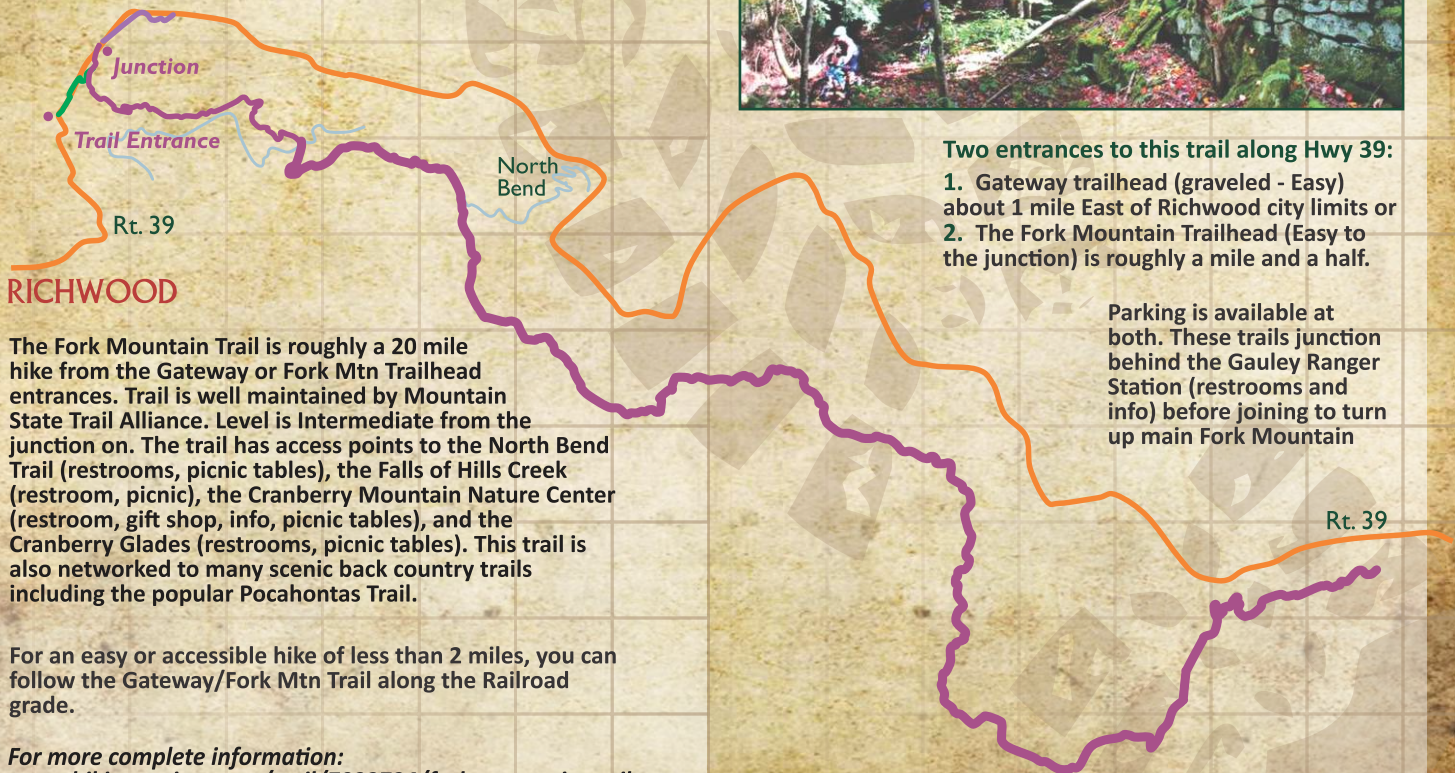 Junction
Trail Entrance
North
Bend
Rt. 39
RICHWOOD
The Fork Mountain Trail is roughly a 20 mile
hike from the Gateway or Fork Mtn Trailhead
entrances. Trail is well maintained by Mountain
State Trail Alliance. Level is Intermediate from the
junction on. The trail has access points to the North Bend
Trail (restrooms, picnic tables), the Falls of Hills Creek
(restroom, picnic), the Cranberry Mountain Nature Center
(restroom, gift shop, info, picnic tables), and the
Cranberry Glades (restrooms, picnic tables). This trail is
also networked to many scenic back country trails
including the popular Pocahontas Trail.
For an easy or accessible hike of less than 2 miles, you can
follow the Gateway/Fork Mtn Trail along the Railroad
grade.
For more complete information:
Two entrances to this trail along Hwy 39:
1. Gateway trailhead (graveled - Easy)
about 1 mile East of Richwood city limits or
2. The Fork Mountain Trailhead (Easy to
the junction) is roughly a mile and a half.
Parking is available at
both. These trails junction
behind the Gauley Ranger
Station (restrooms and
info) before joining to turn
up main Fork Mountain
Rt. 39